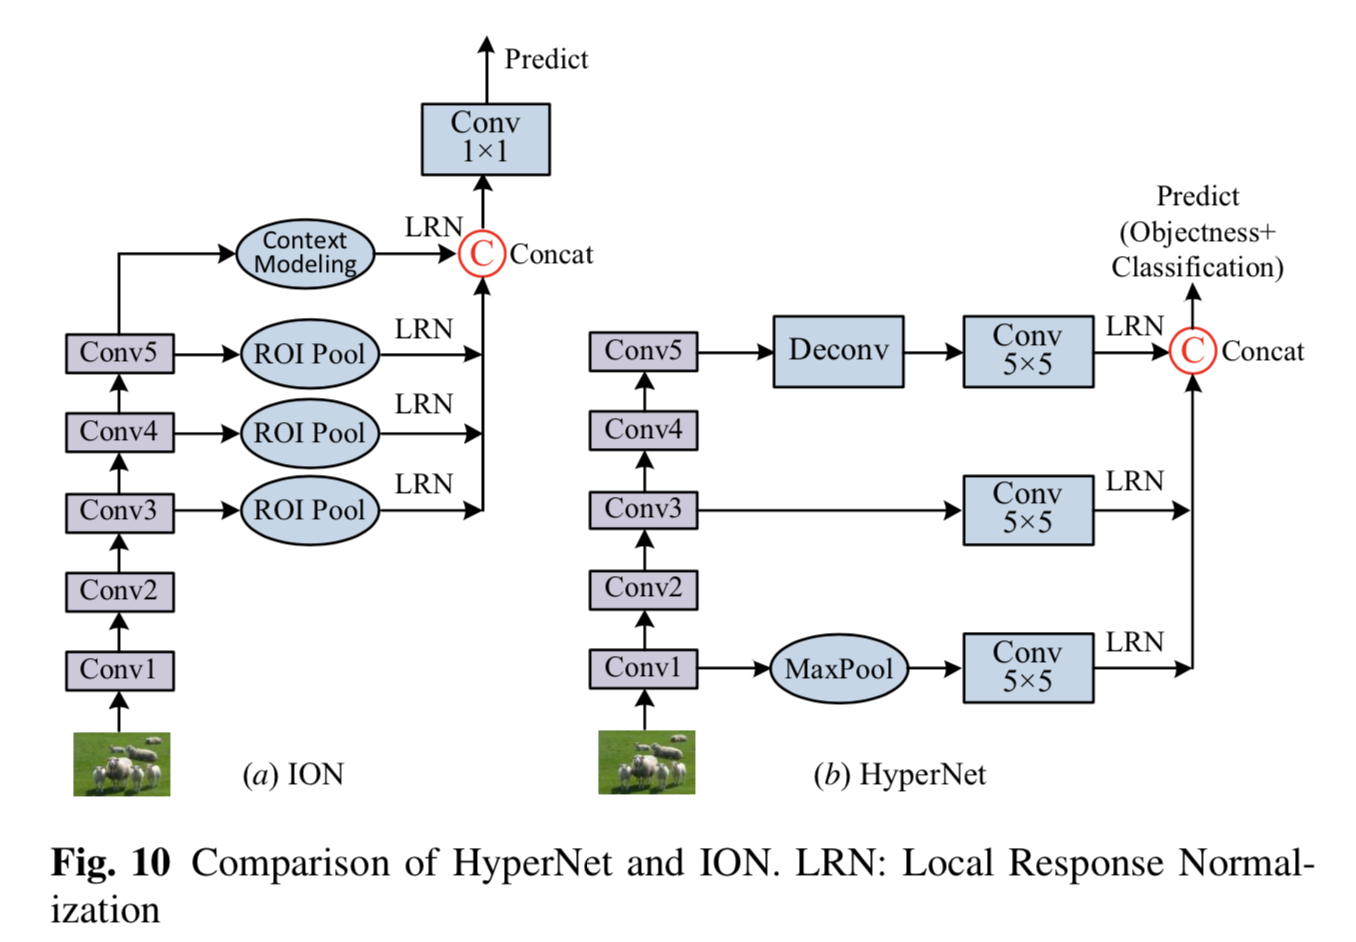 Predict
Conv
1×1
LRN
Context
Modeling
C
Concat
LRN
Conv5
ROI Pool
LRN
Conv4
ROI Pool
LRN
Conv3
ROI Pool
Conv2
Conv1
(a) ION
Predict
(Objectness+
Classification)
LRN
Conv5
Deconv
Conv
5×5
C
Concat
Conv4
LRN
Conv3
Conv
5×5
Conv2
LRN
Conv1
MaxPool
Conv
5×5
(b) HyperNet
Fig. 10 Comparison of HyperNet and ION. LRN: Local Response Normal-
ization